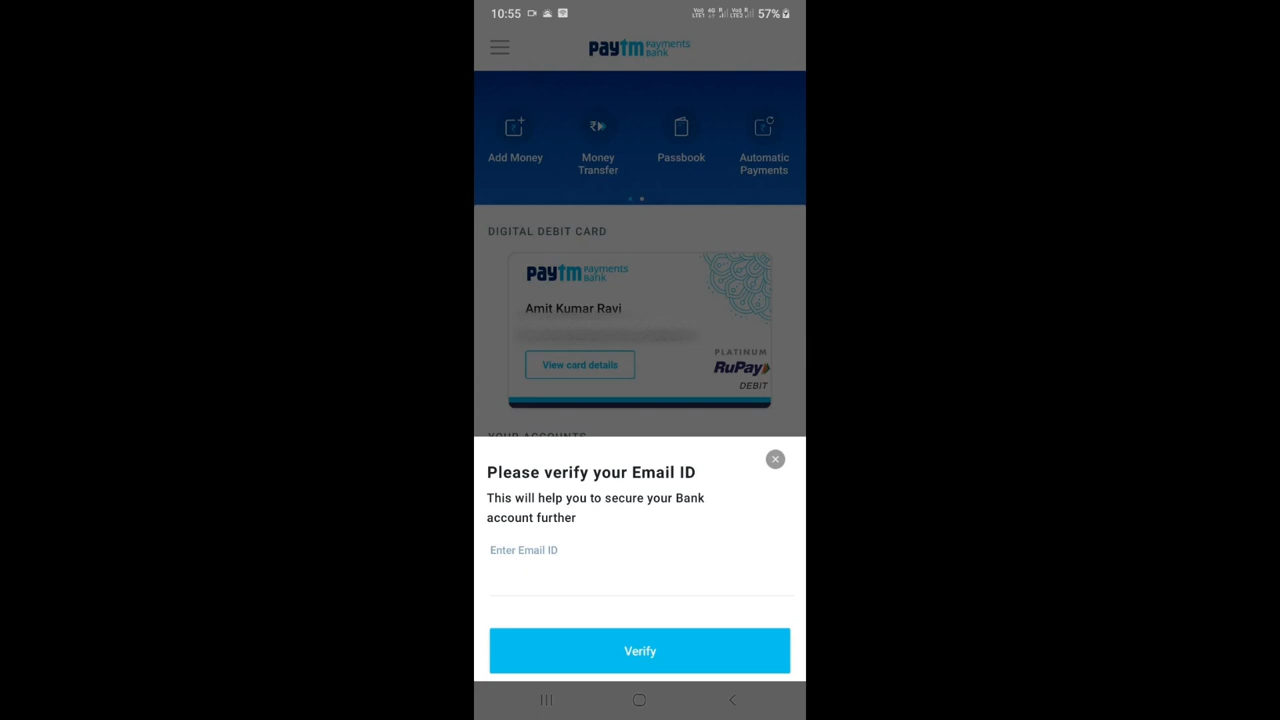 10:55
57%
paytm Payments Bank
Add Money
Money Transfer
Passbook
Automatic Payments
DIGITAL DEBIT CARD
paytm Payments Bank
Amit Kumar Ravi
View card details
PLATINUM
RuPay
DEBIT
YOUR ACCOUNTS
Please verify your Email ID
This will help you to secure your Bank
account further
Enter Email ID
Verify